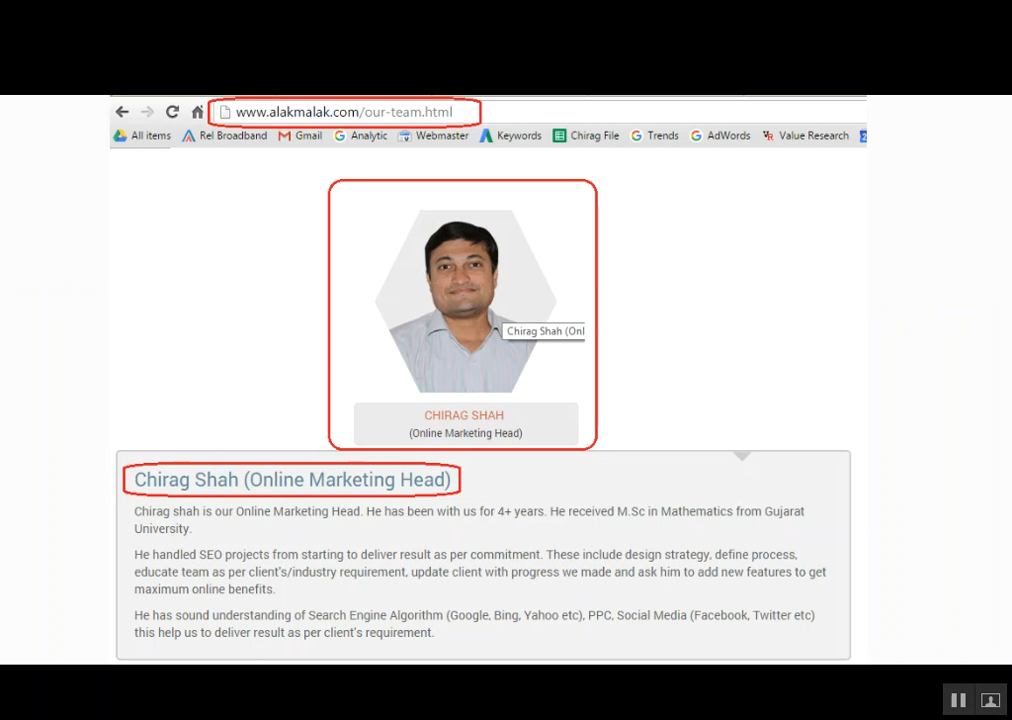 www.alakmalak.com/our-team.html
All items Rel Broadband Gmail Analytic Webmaster Keywords Chirag File Trends AdWords Value Research
Chirag Shah (Onl
CHIRAG SHAH
(Online Marketing Head)
Chirag Shah (Online Marketing Head)
Chirag shah is our Online Marketing Head. He has been with us for 4+ years. He received M.Sc in Mathematics from Gujarat
University.
He handled SEO projects from starting to deliver result as per commitment. These include design strategy, define process,
educate team as per client's/industry requirement, update client with progress we made and ask him to add new features to get
maximum online benefits.
He has sound understanding of Search Engine Algorithm (Google, Bing, Yahoo etc), PPC, Social Media (Facebook, Twitter etc)
this help us to deliver result as per client's requirement.